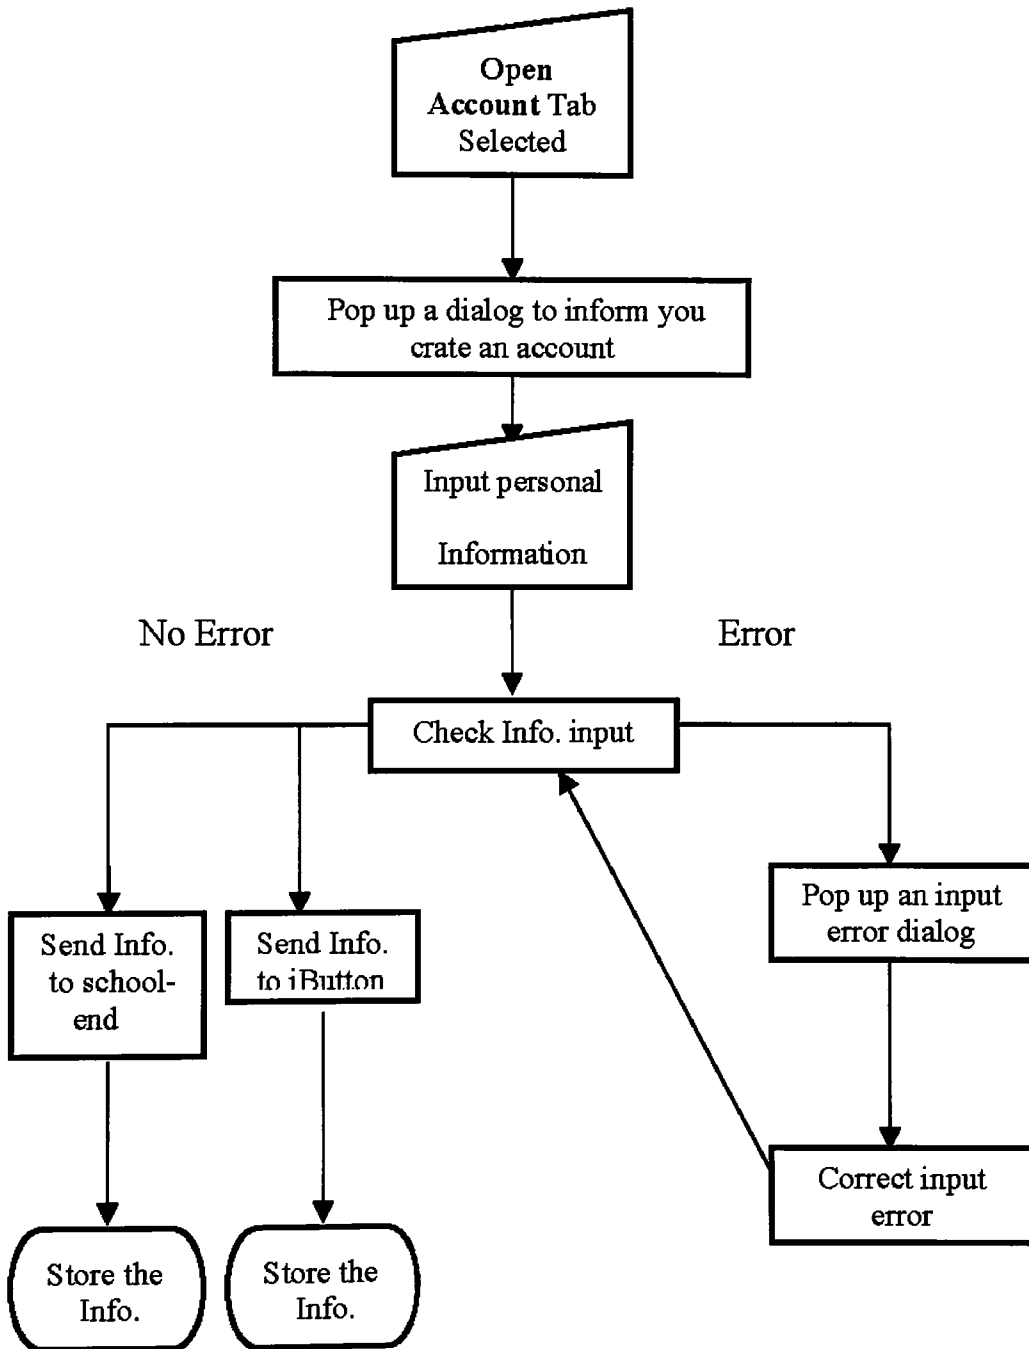 Open
Account Tab
Selected
Pop up a dialog to inform you
crate an account
Input personal
Information
No Error
Error
Check Info. input
Send Info.
to school-
end
Send Info.
to iButton
Pop up an input
error dialog
Correct input
error
Store the
Info.
Store the
Info.